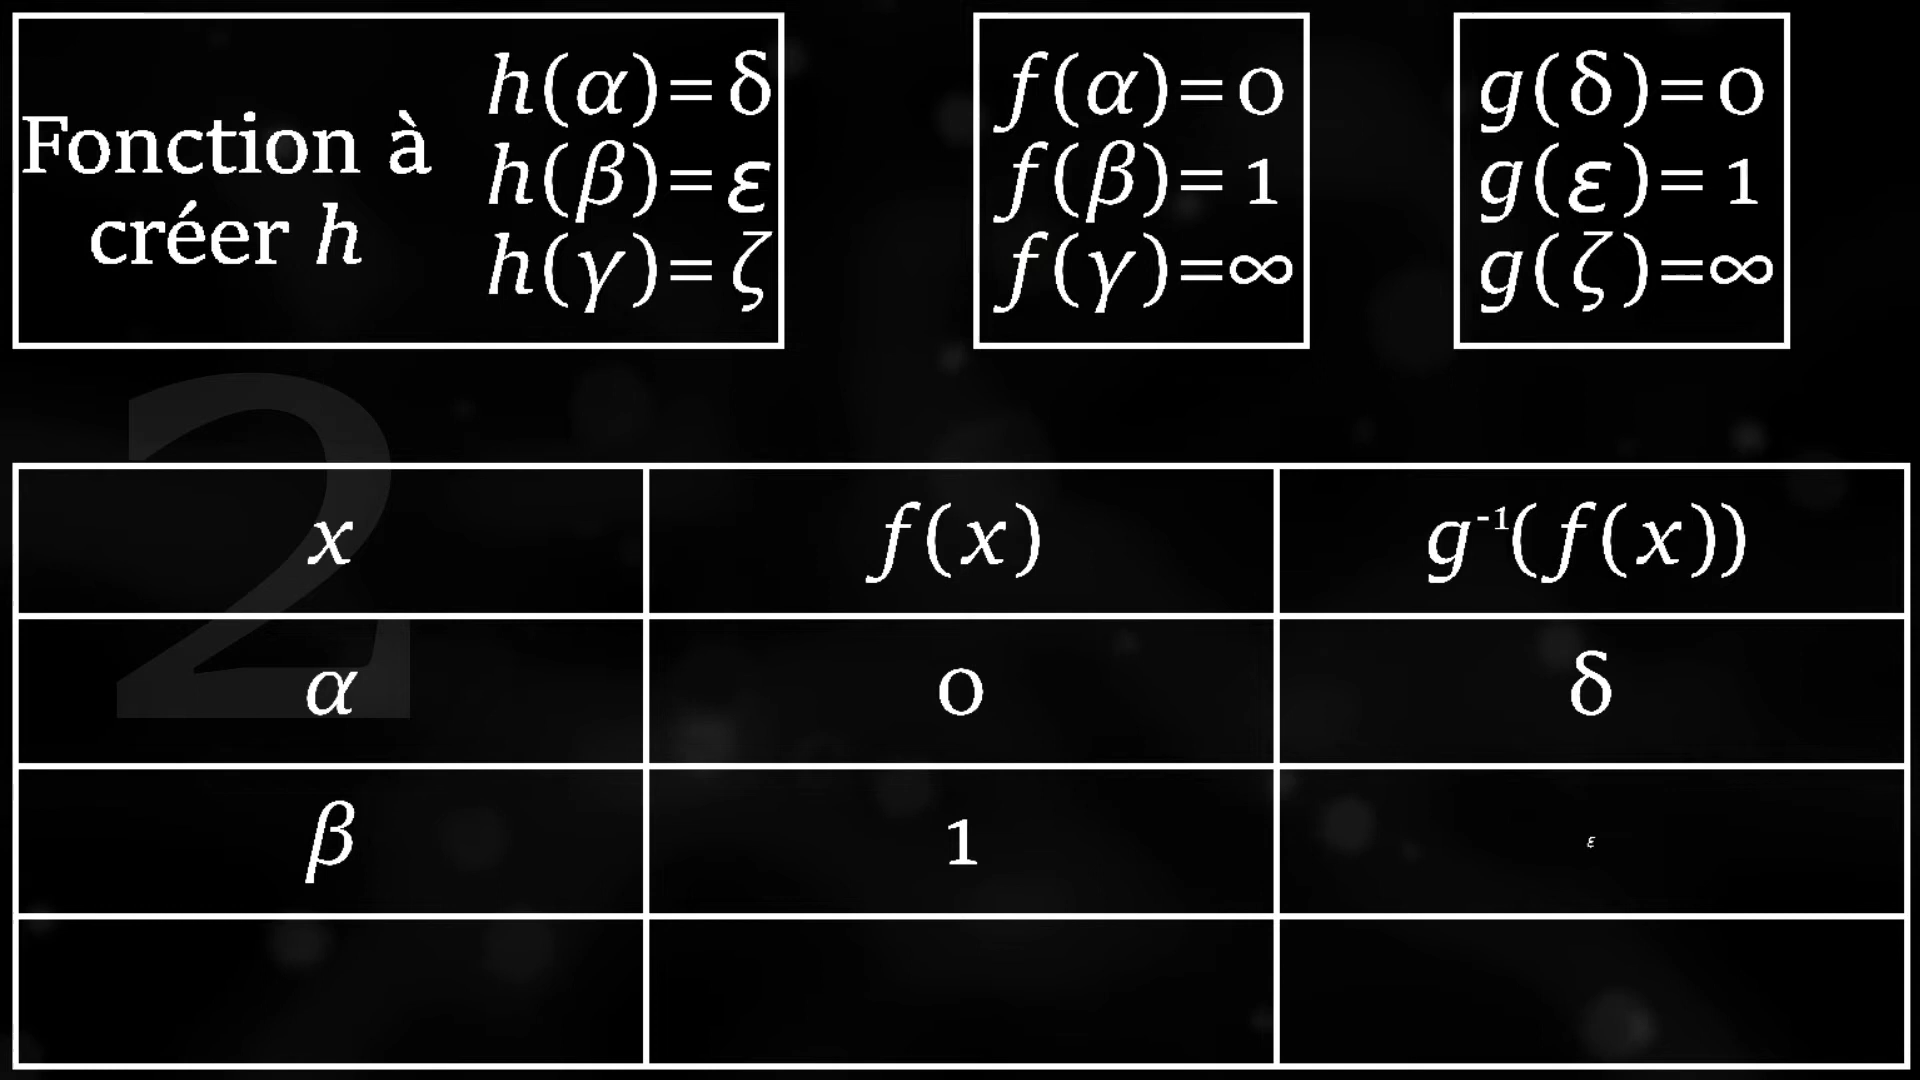 Fonction à
créer h
h(α)=δ
h(β)=ε
h(γ)=ζ
f(α)=0
f(β)=1
f(γ)=∞
g(δ)=0
g(ε)=1
g(ζ)=∞
2
x f(x) g⁻¹(f(x))
α 0 δ
β 1 ε